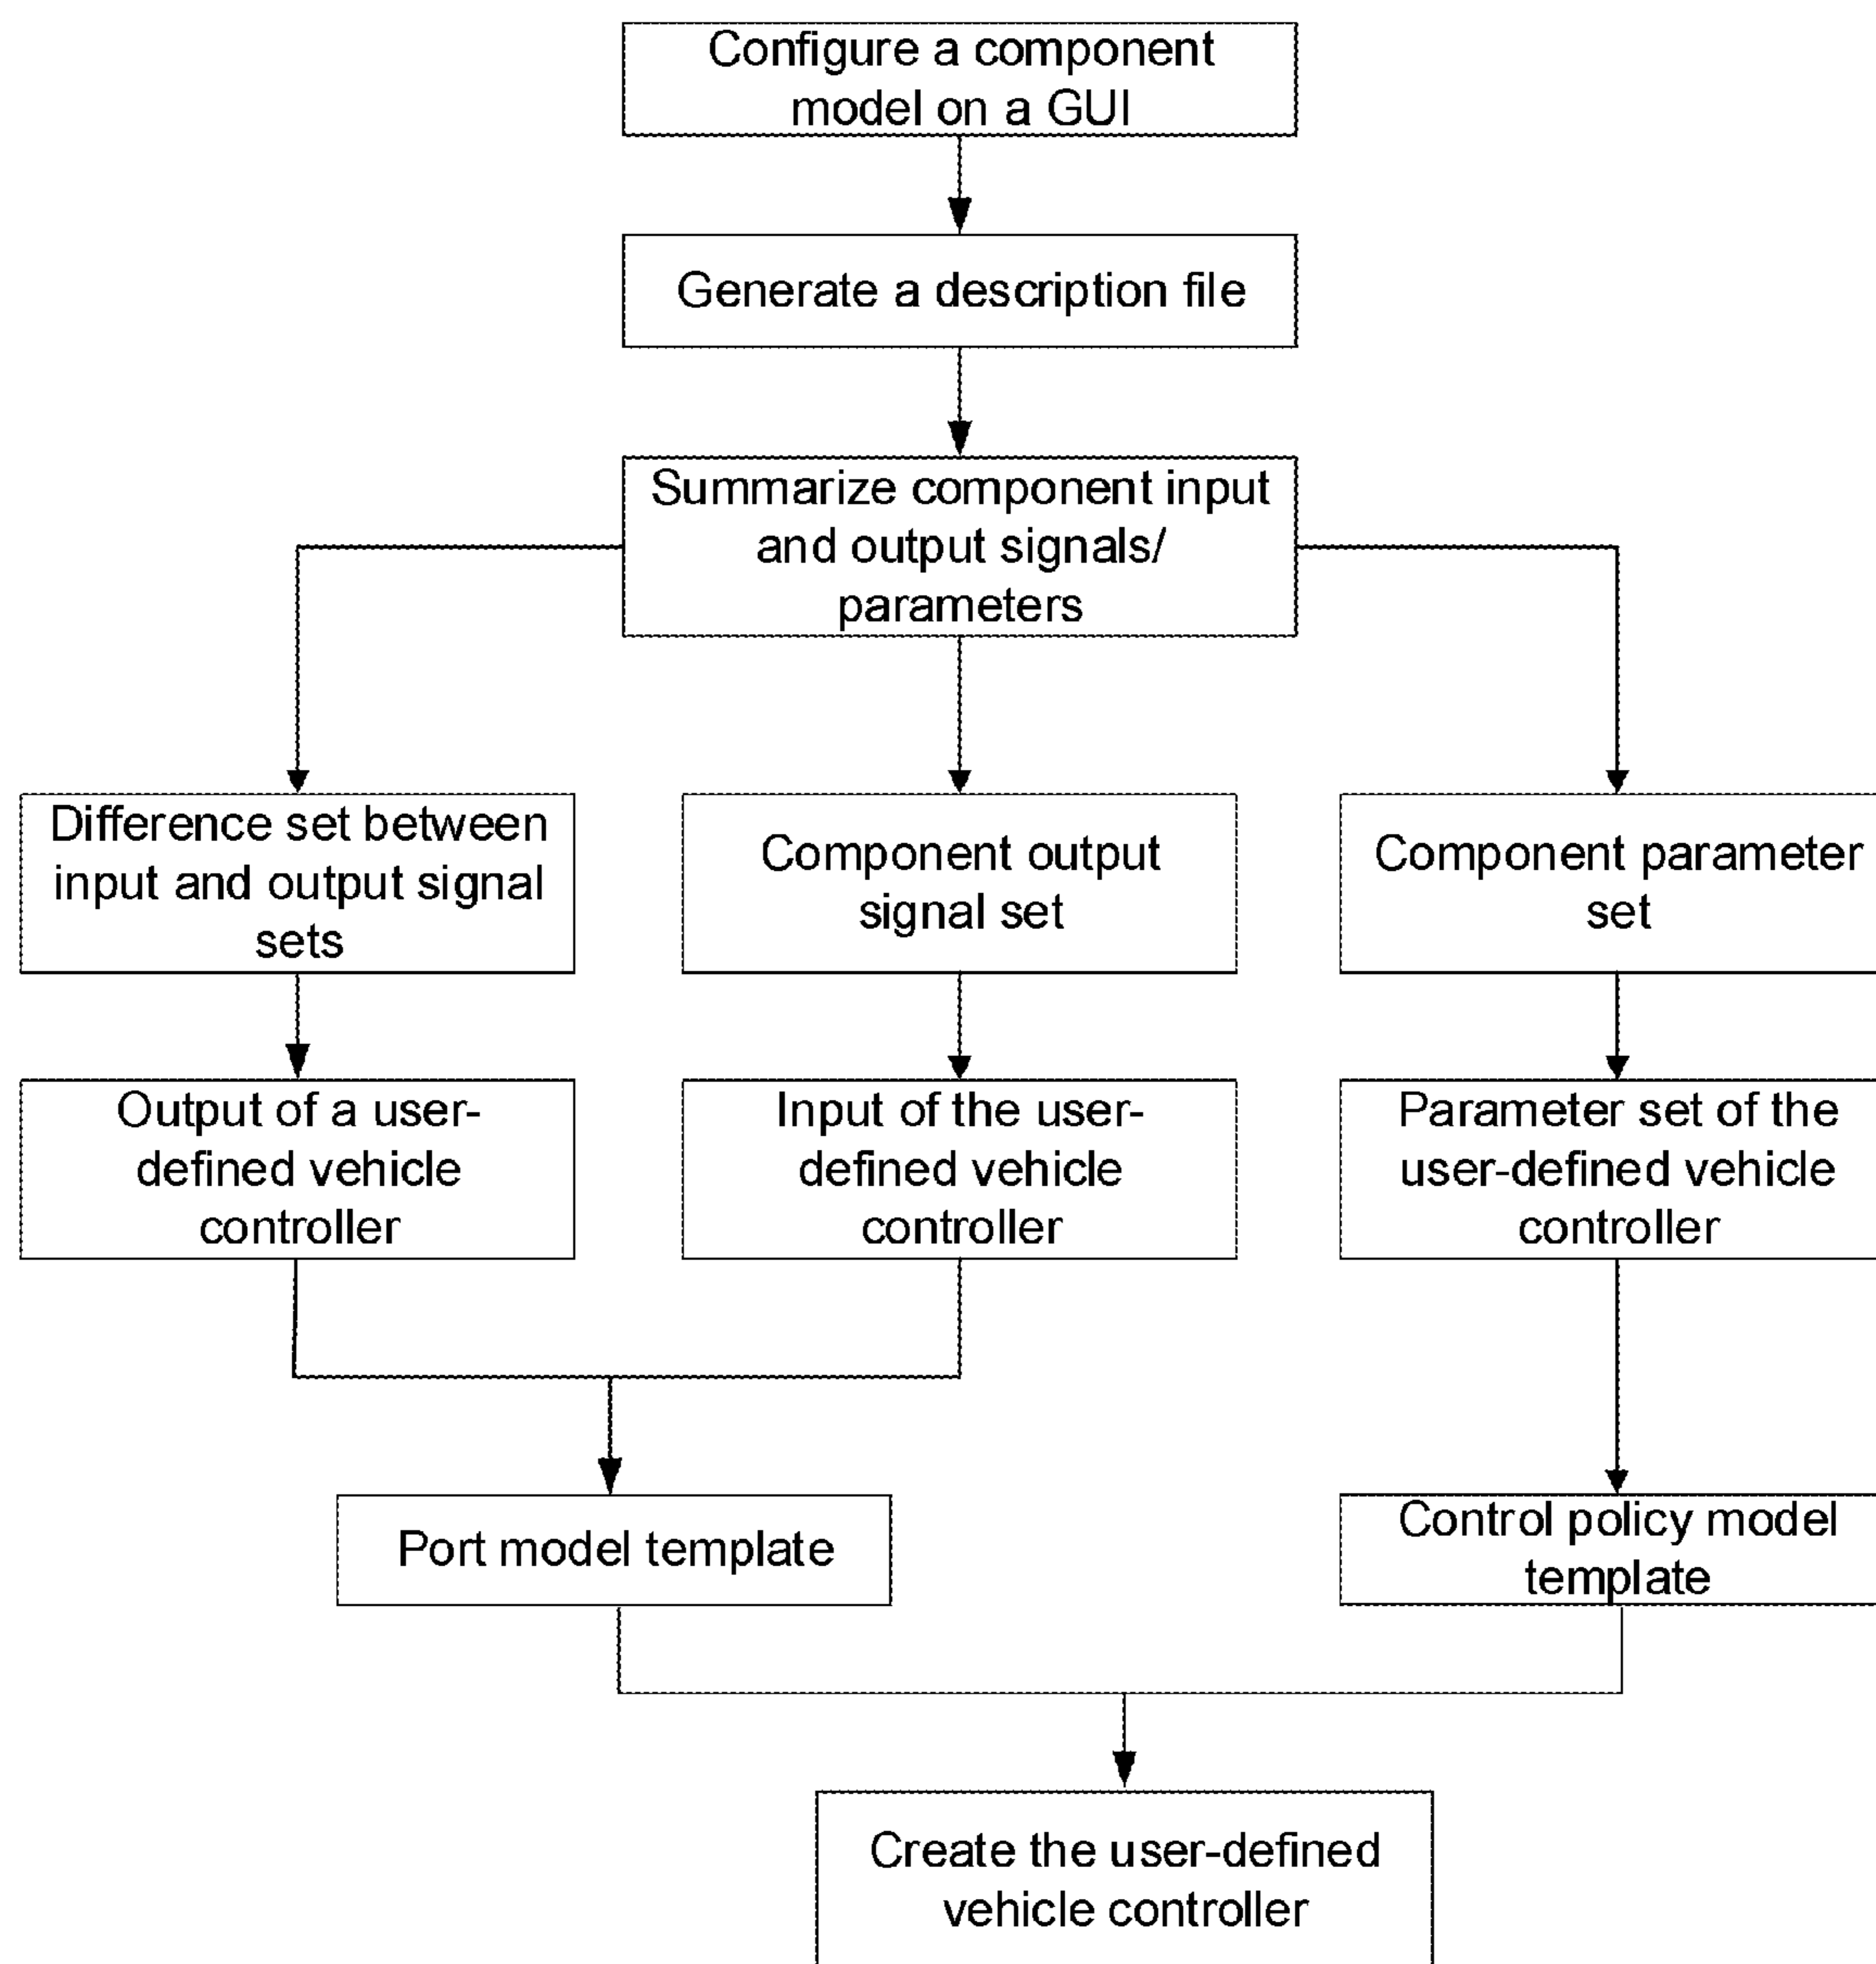 Configure a component
model on a GUI
Generate a description file
Summarize component input
and output signals/
parameters
Difference set between
input and output signal
sets
Component output
signal set
Component parameter
set
Output of a user-
defined vehicle
controller
Input of the user-
defined vehicle
controller
Parameter set of the
user-defined vehicle
controller
Port model template
Control policy model
template
Create the user-defined
vehicle controller